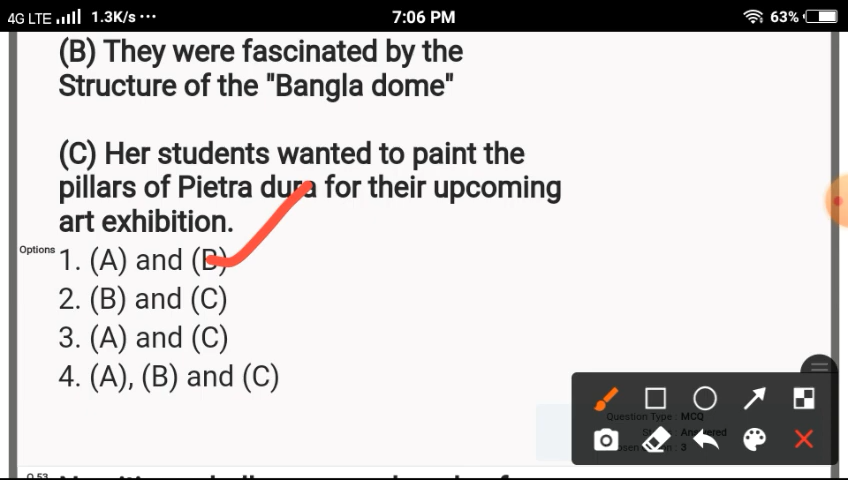 4G LTE 1.3K/s ··· 7:06 PM 63%
(B) They were fascinated by the
Structure of the "Bangla dome"
(C) Her students wanted to paint the
pillars of Pietra dura for their upcoming
art exhibition.
Options 1. (A) and (B)
2. (B) and (C)
3. (A) and (C)
4. (A), (B) and (C)
Question Type : MCQ
: 3
Q.53